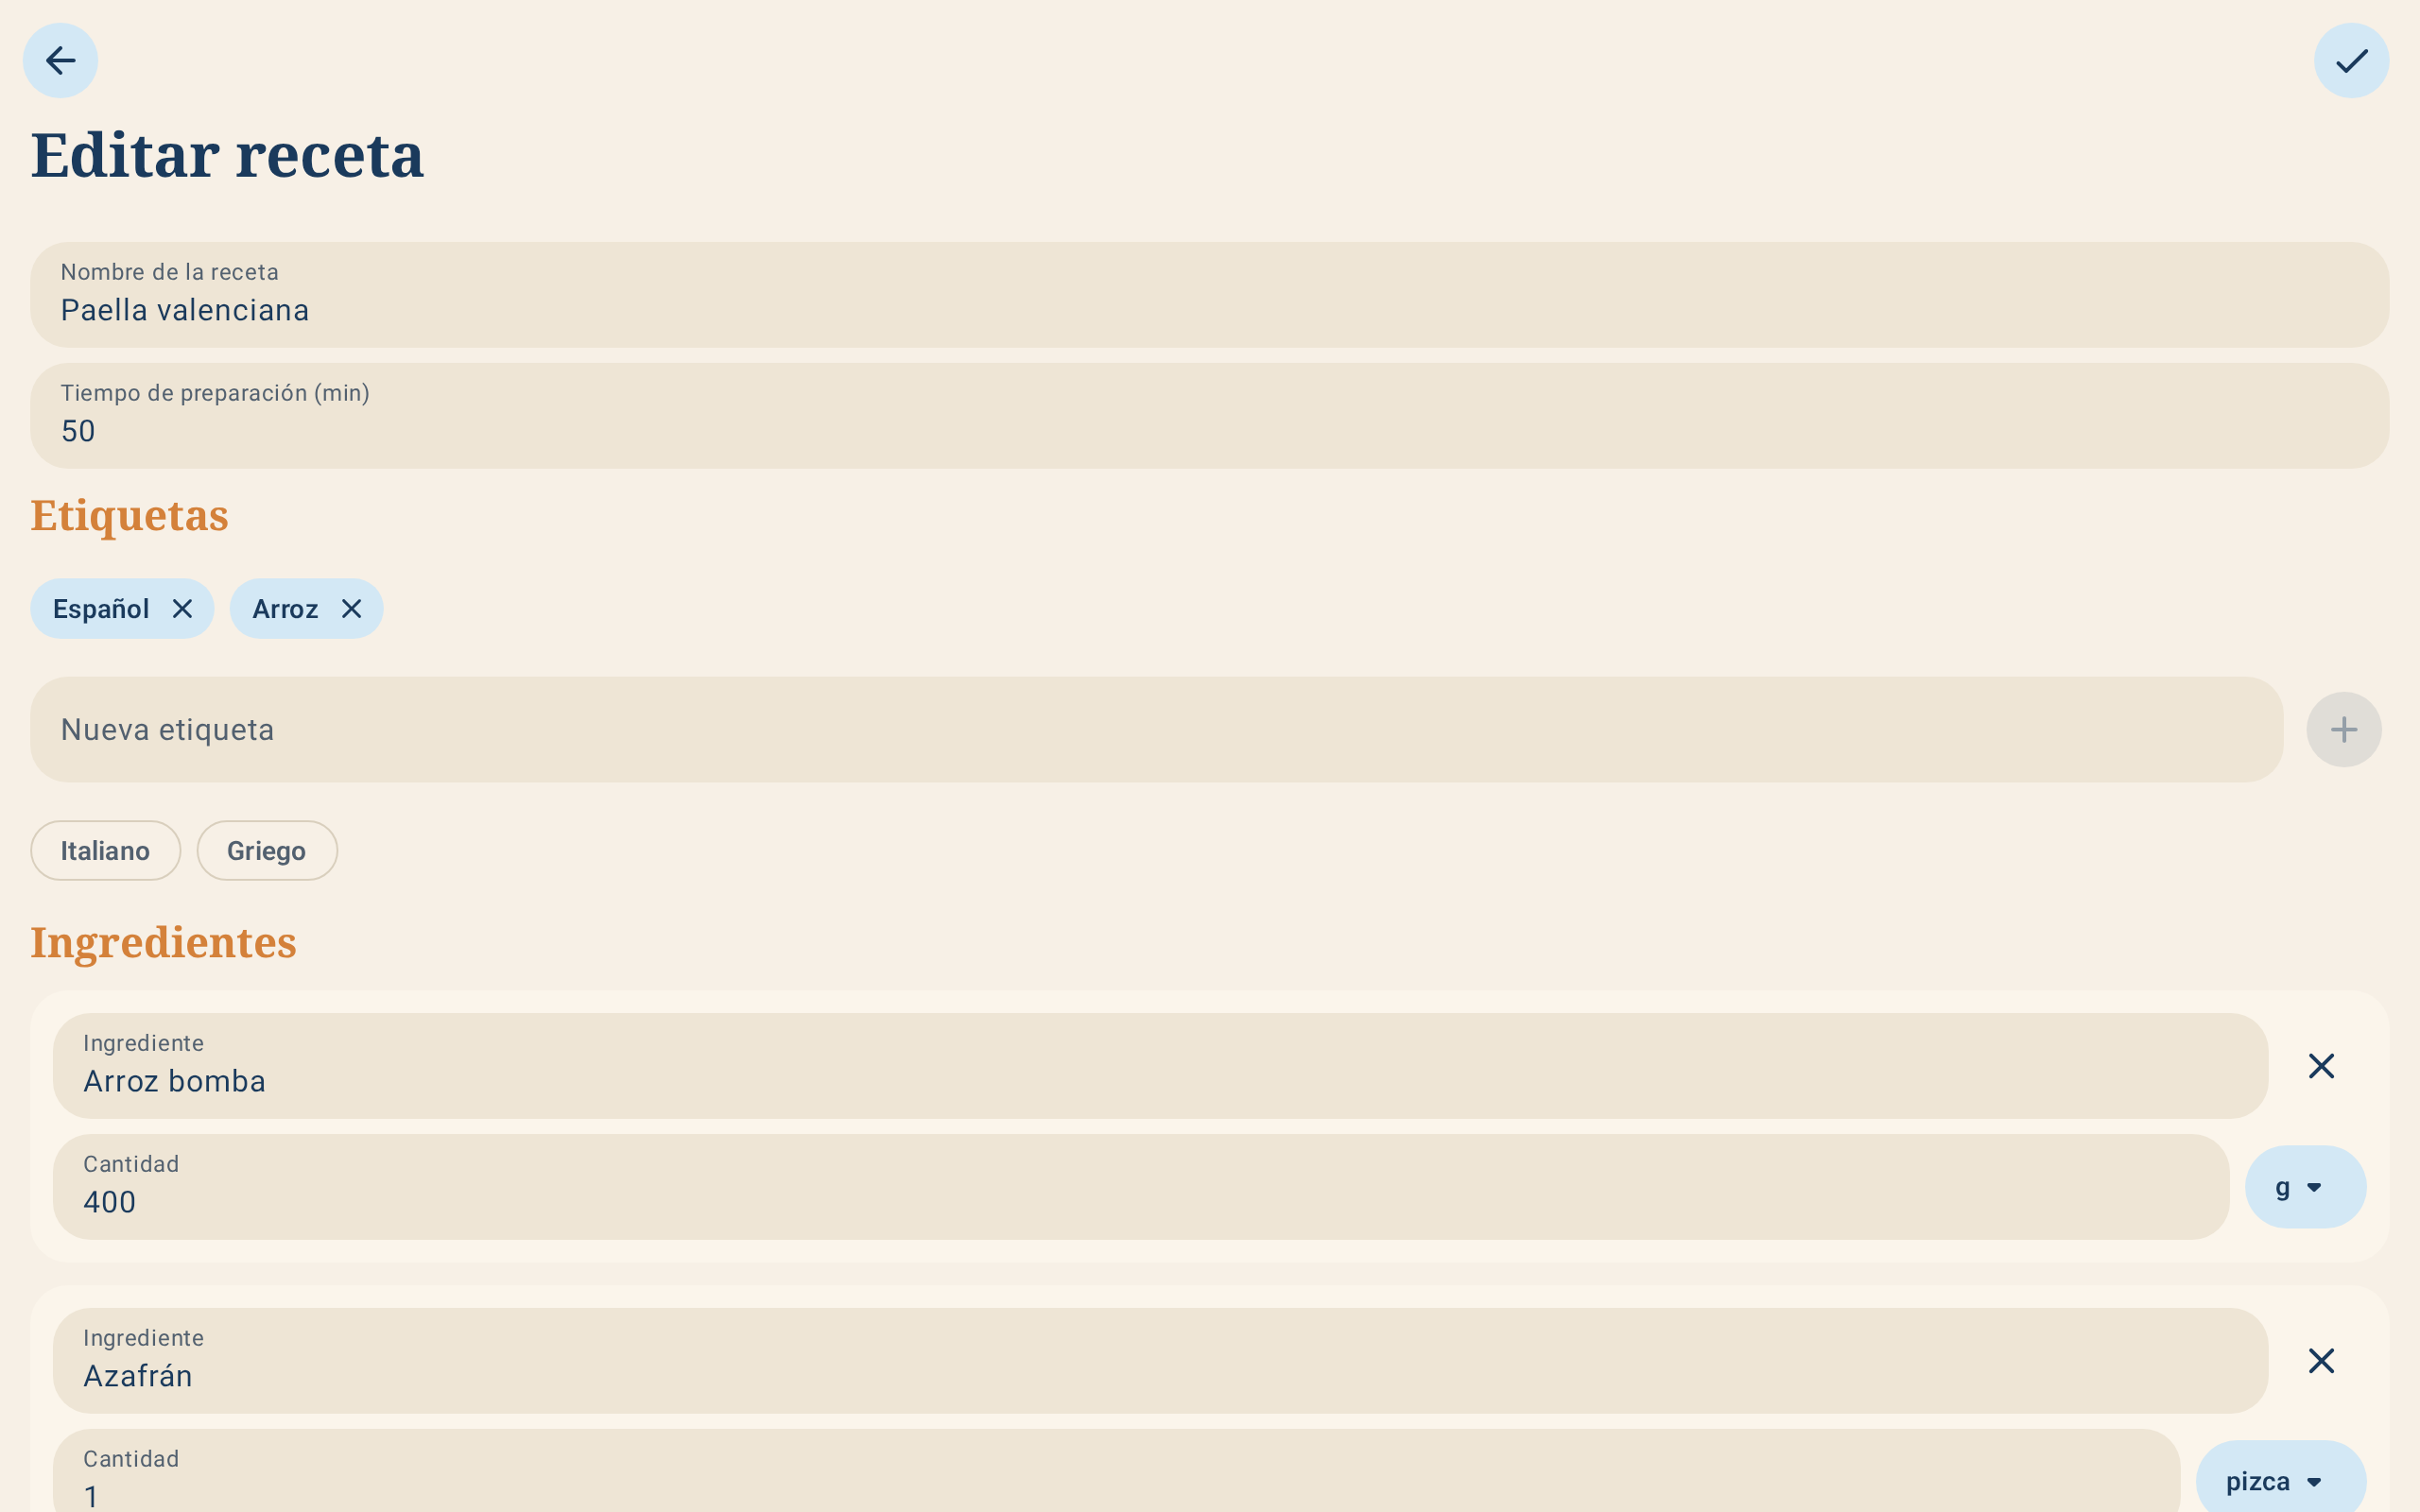 Editar receta
Nombre de la receta
Paella valenciana
Tiempo de preparación (min)
50
Etiquetas
Español Arroz
Nueva etiqueta
Italiano Griego
Ingredientes
Ingrediente
Arroz bomba
Cantidad
400
g
Ingrediente
Azafrán
Cantidad
1
pizca